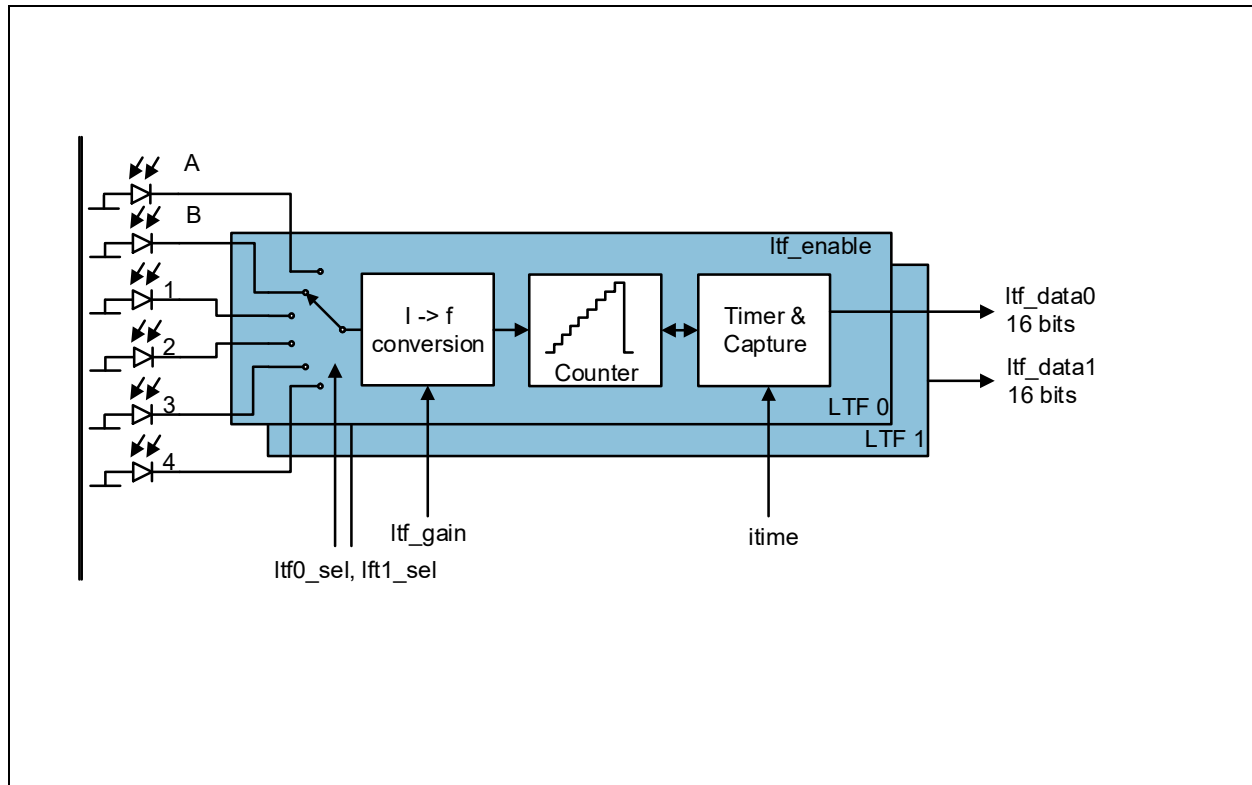 A
B
1
2
3
4
ltf_enable
I -> f
conversion
Counter
Timer &
Capture
LTF 0
LTF 1
ltf_data0
16 bits
ltf_data1
16 bits
ltf_gain
itime
ltf0_sel, lft1_sel